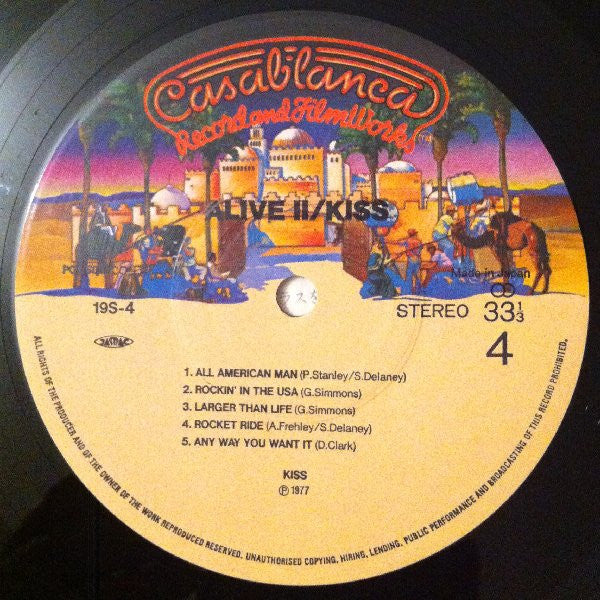 Casablanca
Record and FilmWorks
ALIVE II/KISS
Made in Japan
19S-4
STEREO 33⅓
JASRAC
4
1. ALL AMERICAN MAN (P.Stanley/S.Delaney)
2. ROCKIN' IN THE USA (G.Simmons)
3. LARGER THAN LIFE (G.Simmons)
4. ROCKET RIDE (A.Frehley/S.Delaney)
5. ANY WAY YOU WANT IT (D.Clark)
KISS
Ⓟ 1977
ALL RIGHTS OF THE PRODUCER AND OF THE OWNER OF THE WORK REPRODUCED RESERVED. UNAUTHORISED COPYING, HIRING, LENDING, PUBLIC PERFORMANCE AND BROADCASTING OF THIS RECORD PROHIBITED.